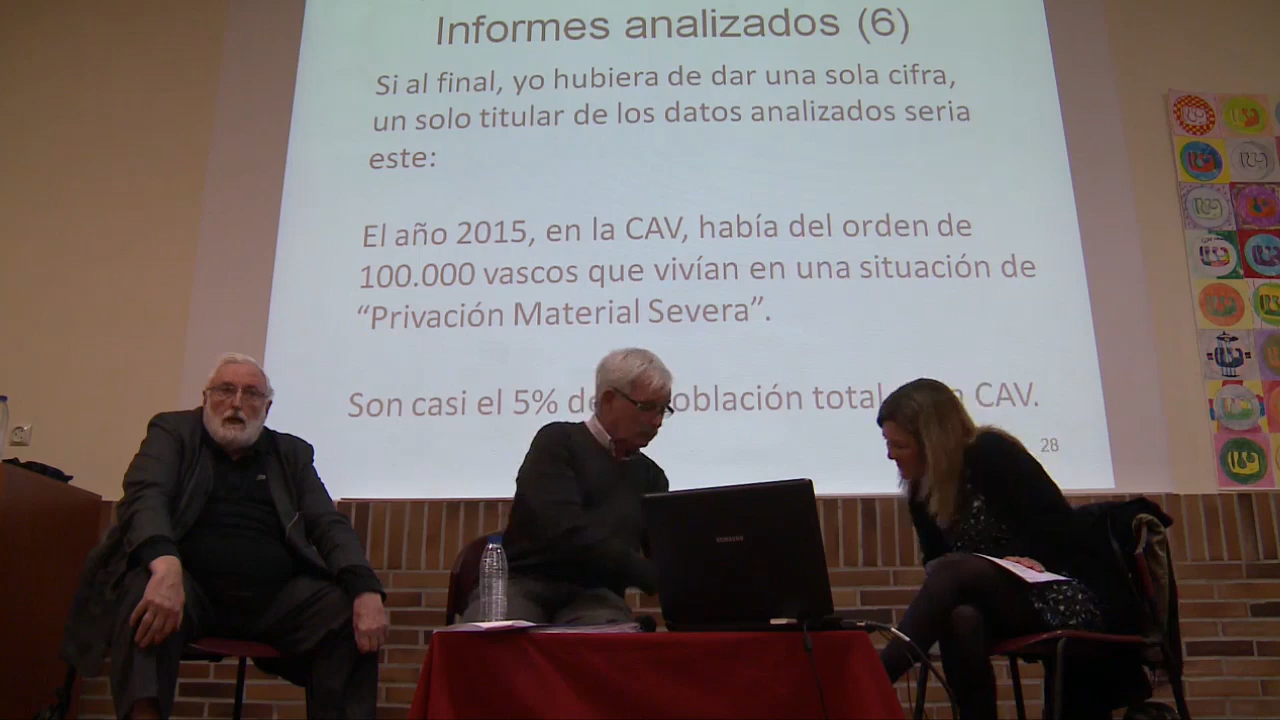 Informes analizados (6)
Si al final, yo hubiera de dar una sola cifra,
un solo titular de los datos analizados seria
este:
El año 2015, en la CAV, había del orden de
100.000 vascos que vivían en una situación de
“Privación Material Severa”.
Son casi el 5% de oblación total CAV.
28
SAMSUNG